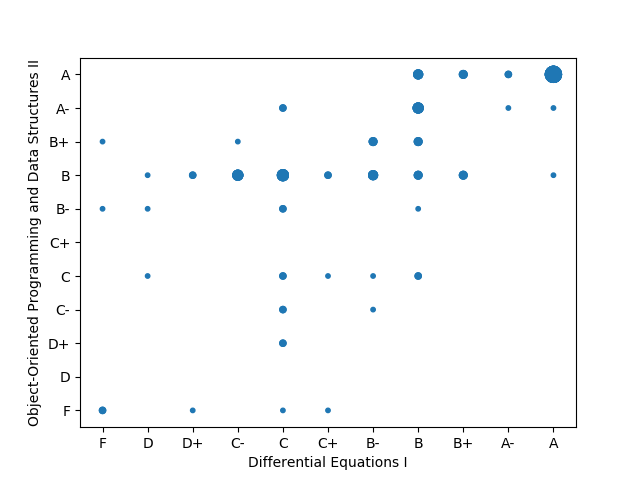 Object-Oriented Programming and Data Structures II
A
A-
B+
B
B-
C+
C
C-
D+
D
F
F D D+ C- C C+ B- B B+ A- A
Differential Equations I